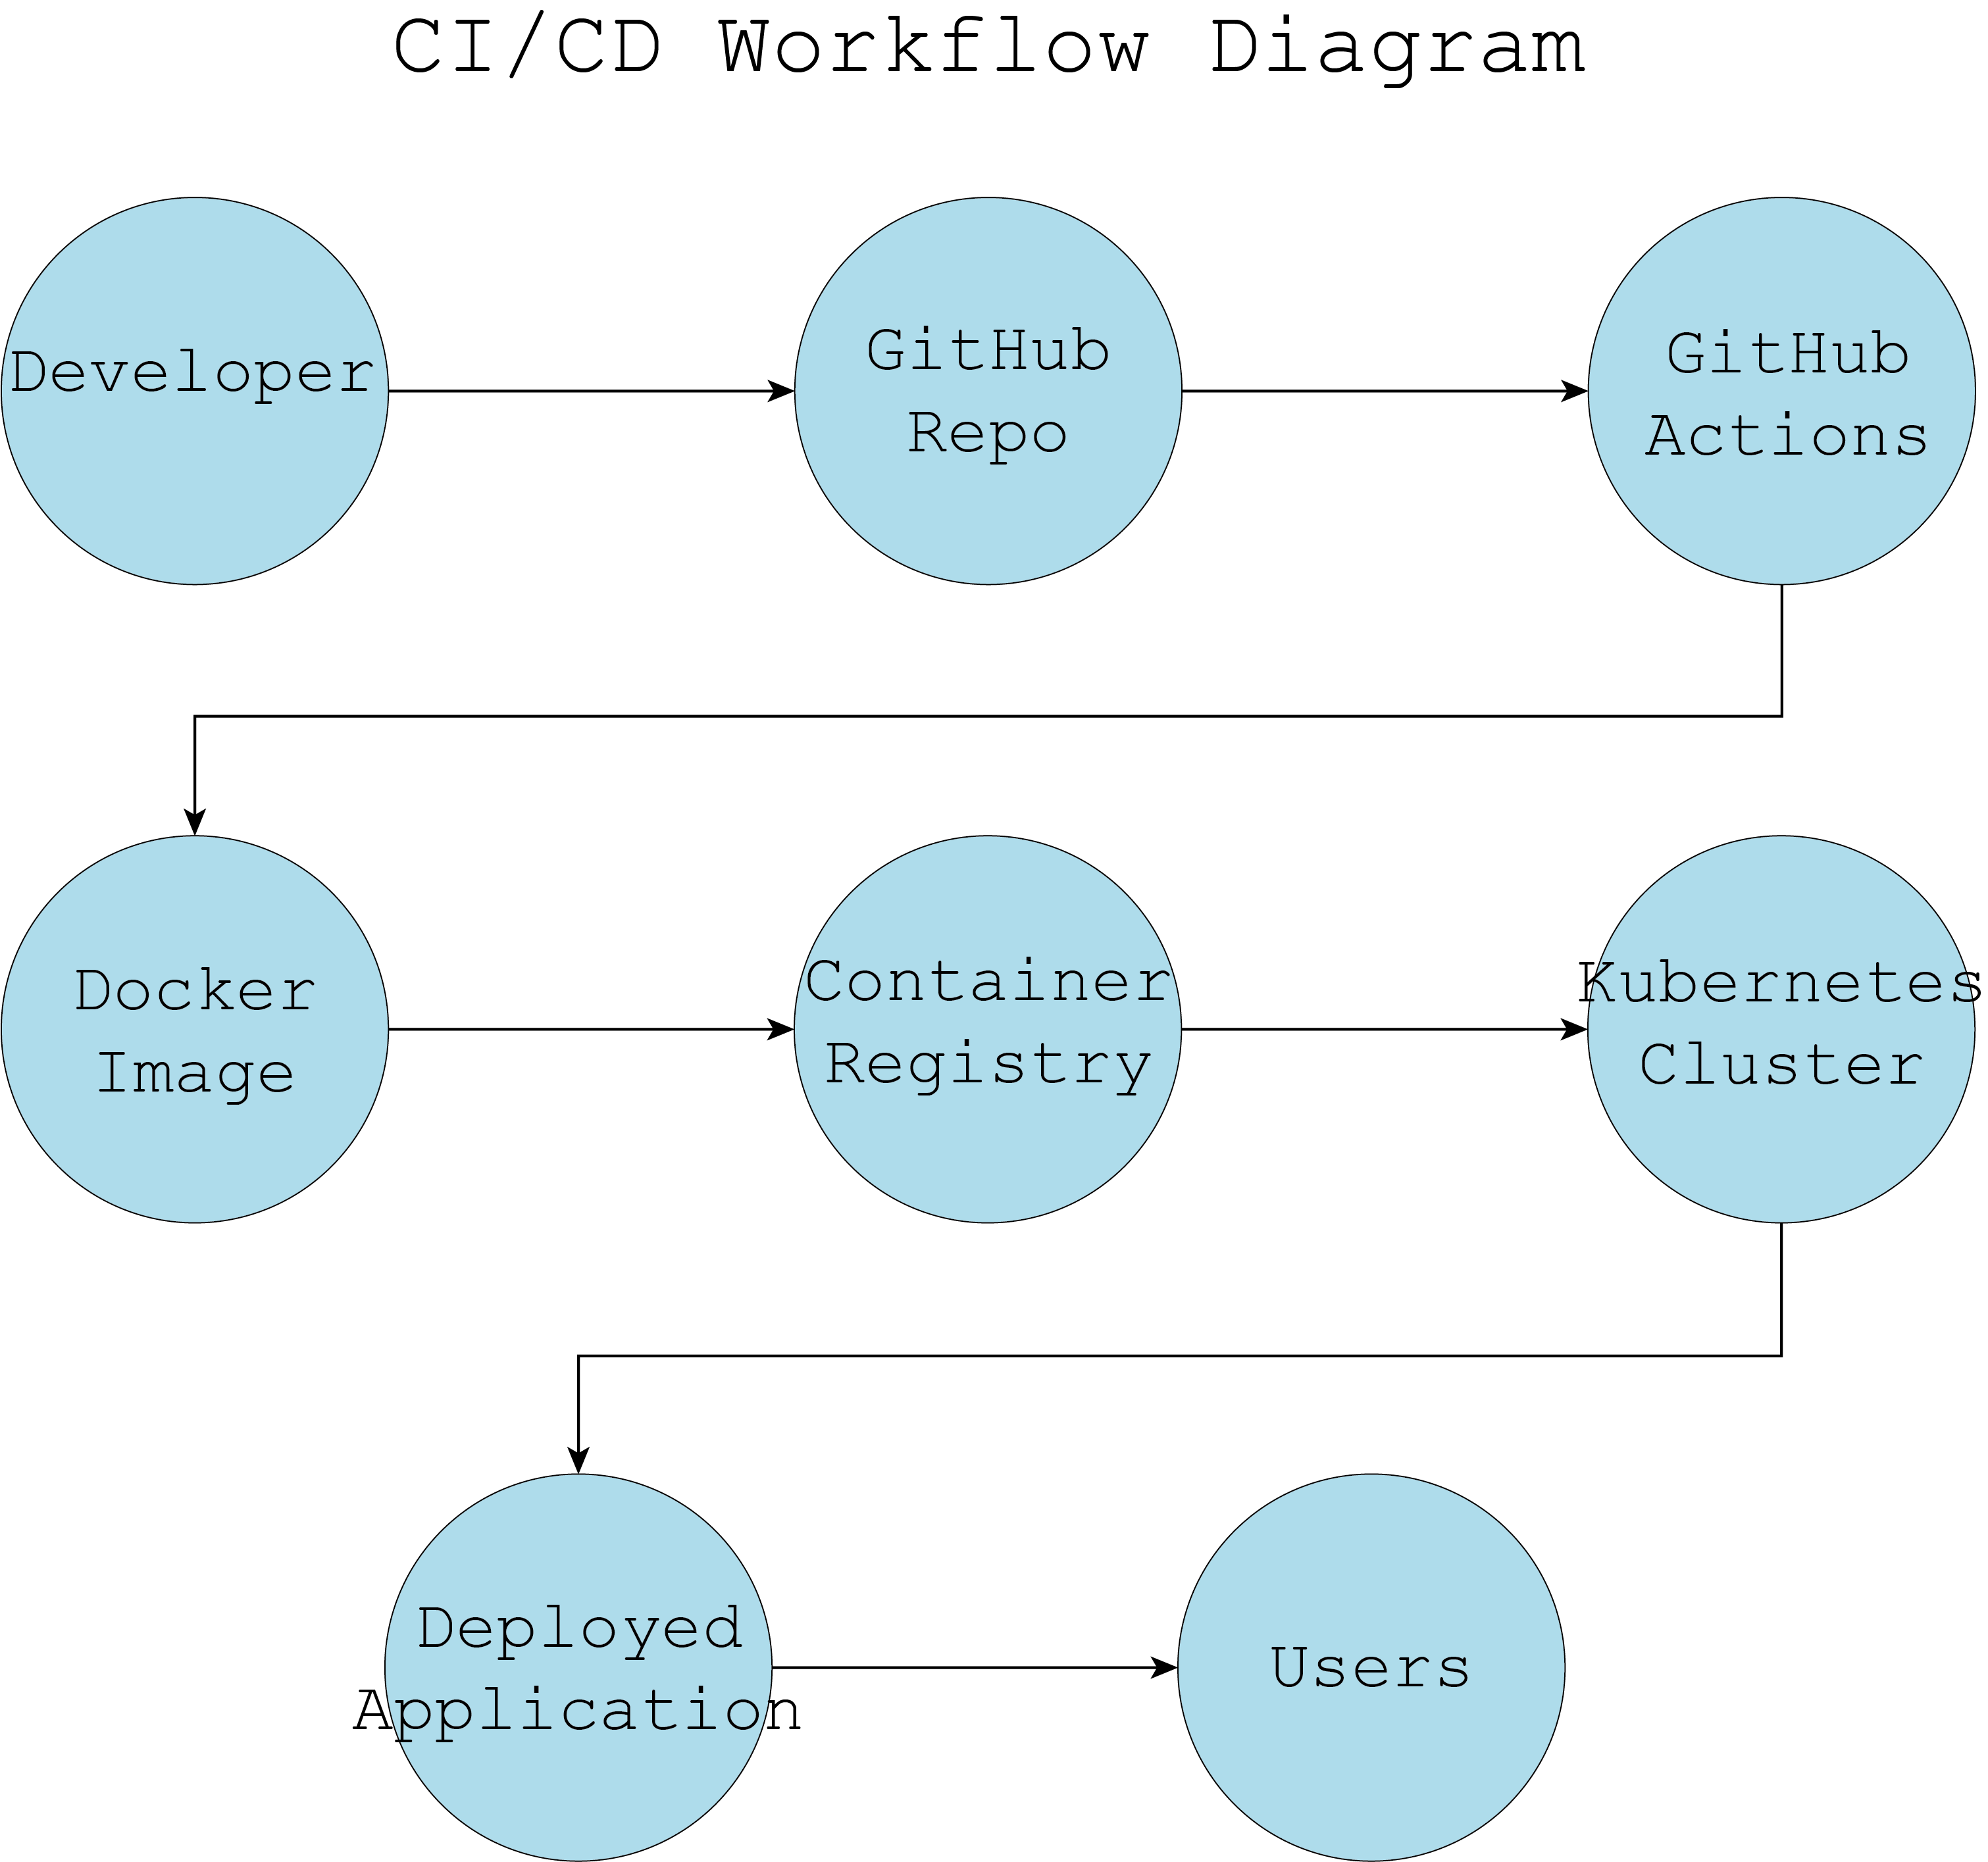 CI/CD Workflow Diagram
Developer
GitHub
Repo
GitHub
Actions
Docker
Image
Container
Registry
Kubernetes
Cluster
Deployed
Application
Users